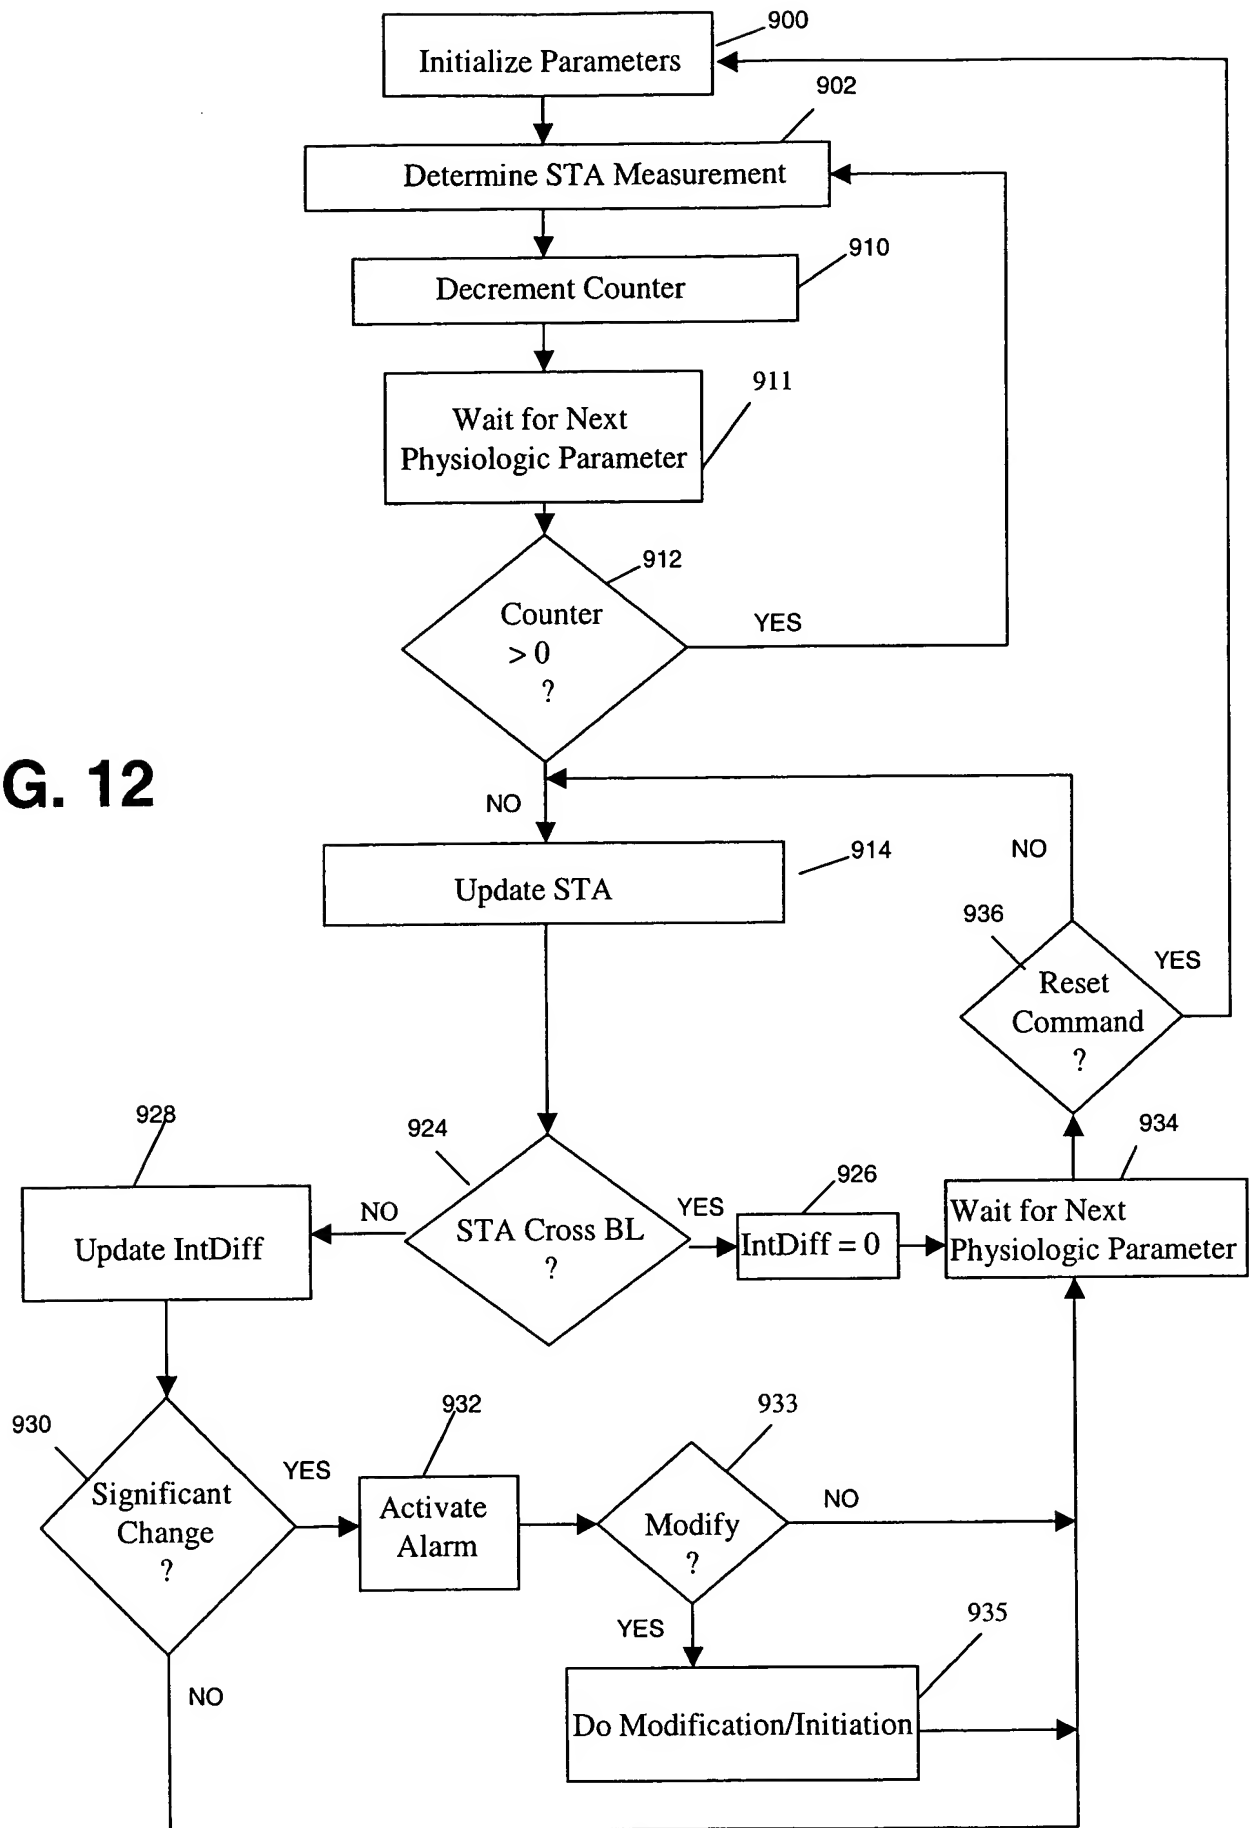 900
Initialize Parameters
902
Determine STA Measurement
910
Decrement Counter
911
Wait for Next
Physiologic Parameter
912
Counter
> 0
?
YES
G. 12
NO
914
Update STA
NO
936
YES
Reset
Command
?
928
924
934
926
NO
YES
Update IntDiff
STA Cross BL
?
IntDiff = 0
Wait for Next
Physiologic Parameter
930
932
933
YES
NO
Significant
Change
?
Activate
Alarm
Modify
?
YES
935
NO
Do Modification/Initiation